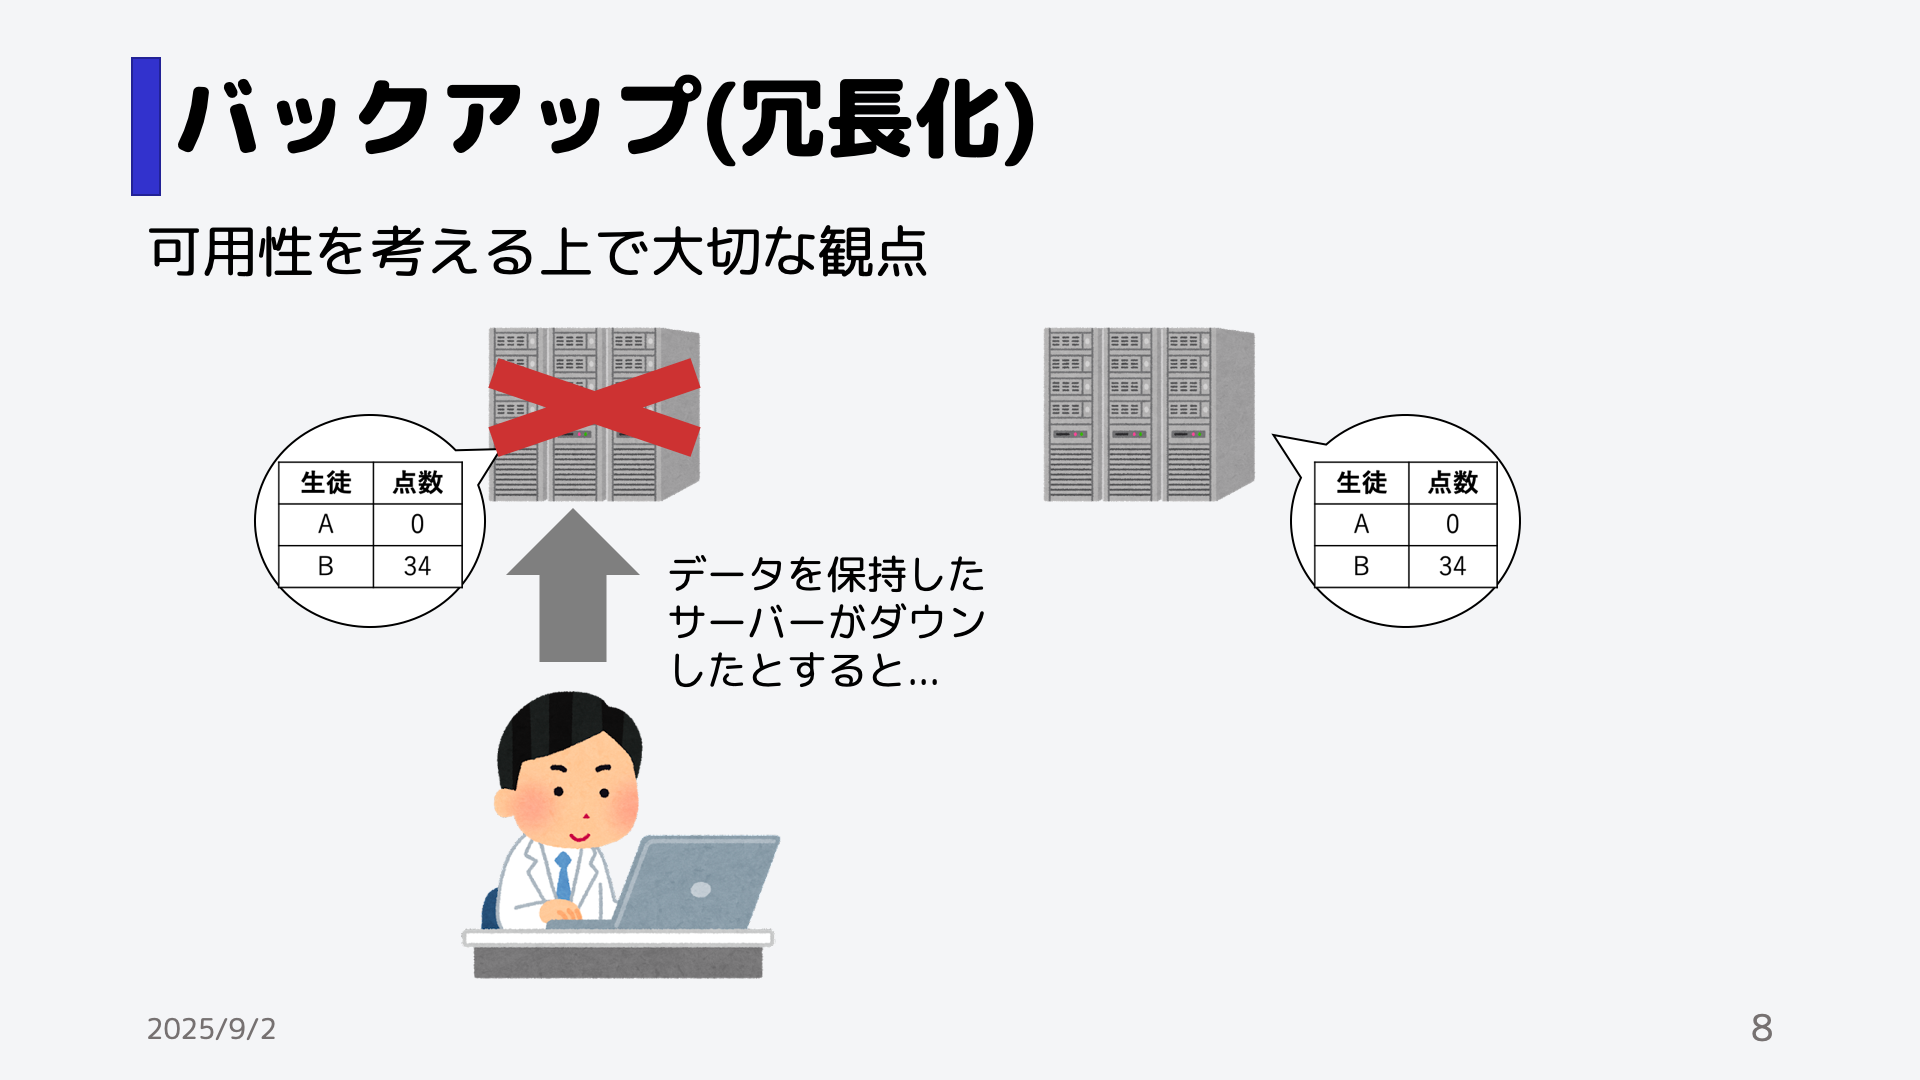 バックアップ(冗長化)
可用性を考える上で大切な観点
生徒 点数
A 0
B 34
生徒 点数
A 0
B 34
データを保持した
サーバーがダウン
したとすると...
2025/9/2
8